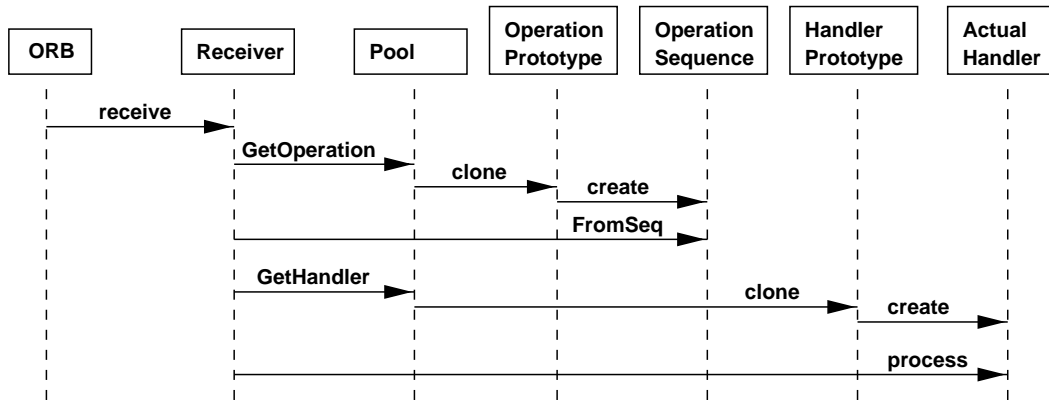 ORB
Receiver
Pool
Operation
Prototype
Operation
Sequence
Handler
Prototype
Actual
Handler
receive
GetOperation
clone
create
FromSeq
GetHandler
clone
create
process